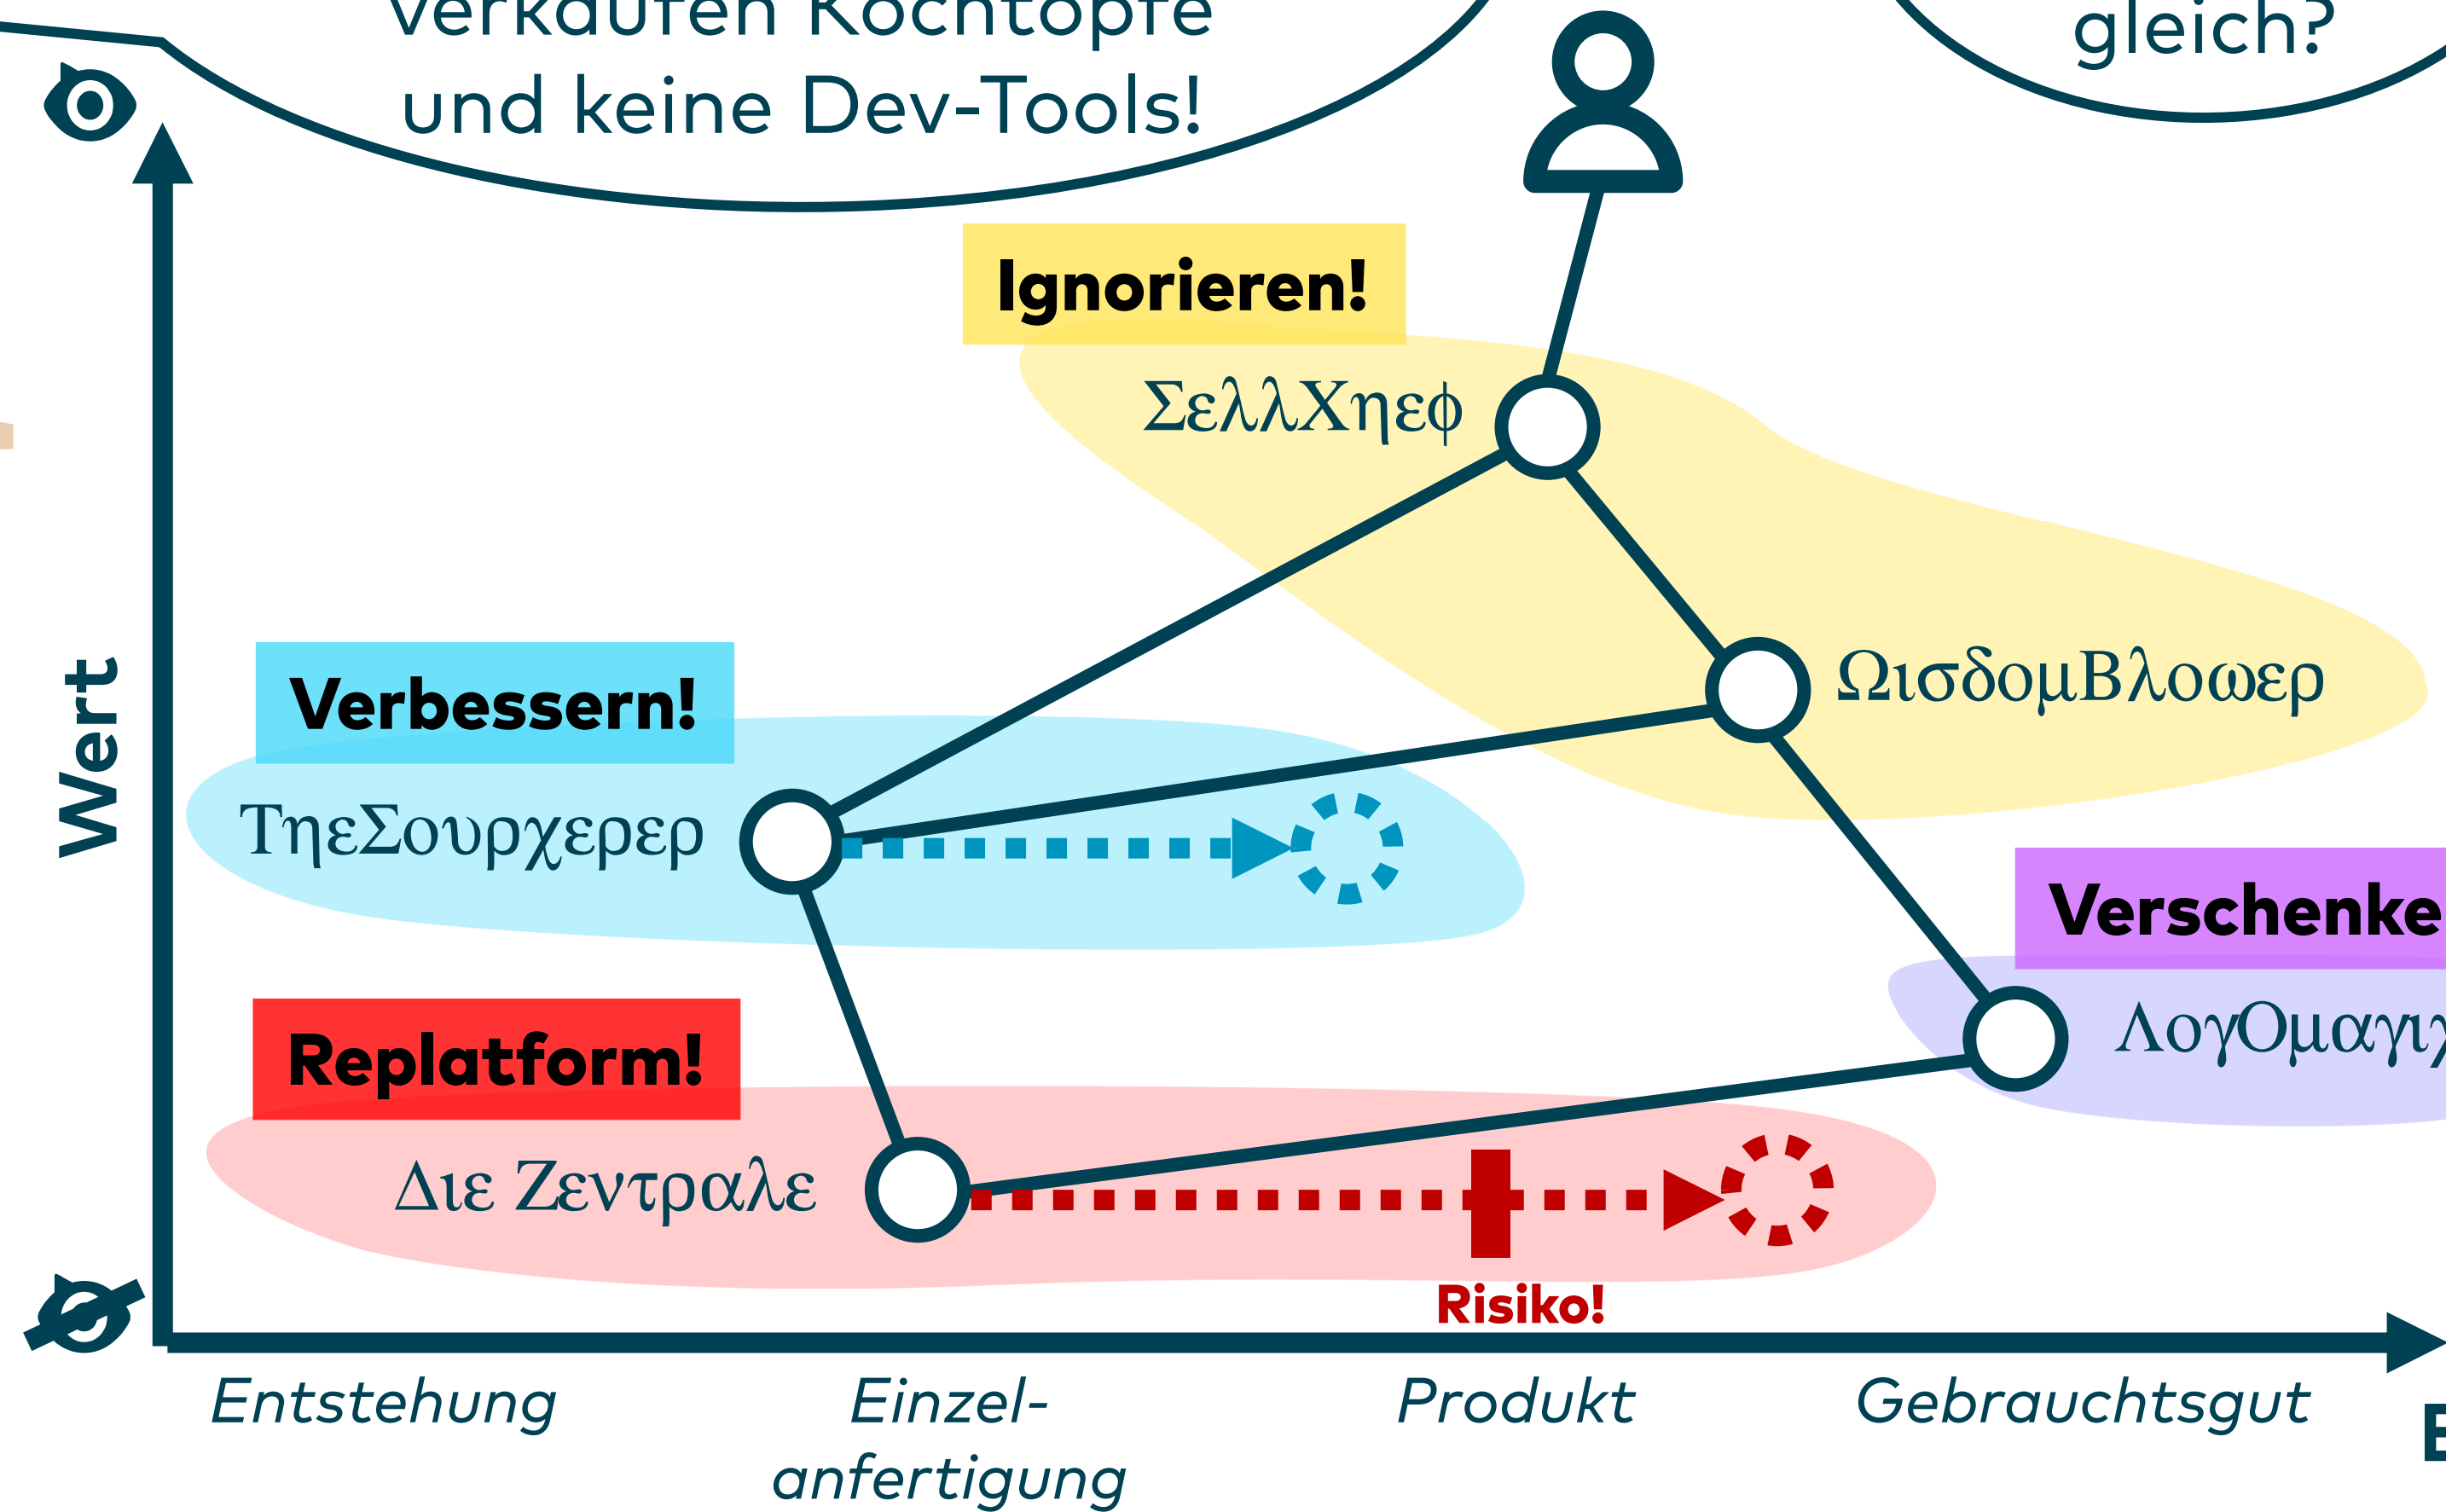 verkaufen Kochtöpfe
gleich?
und keine Dev-Tools!
Ignorieren!
ΣελλΧηεφ
Wert
Verbessern!
ΩισδομΒλοωερ
ΤηεΣουρχερερ
Verschenke
Replatform!
Διε Ζεντραλε
Risiko!
Entstehung
Einzel-
anfertigung
Produkt
Gebrauchtsgut